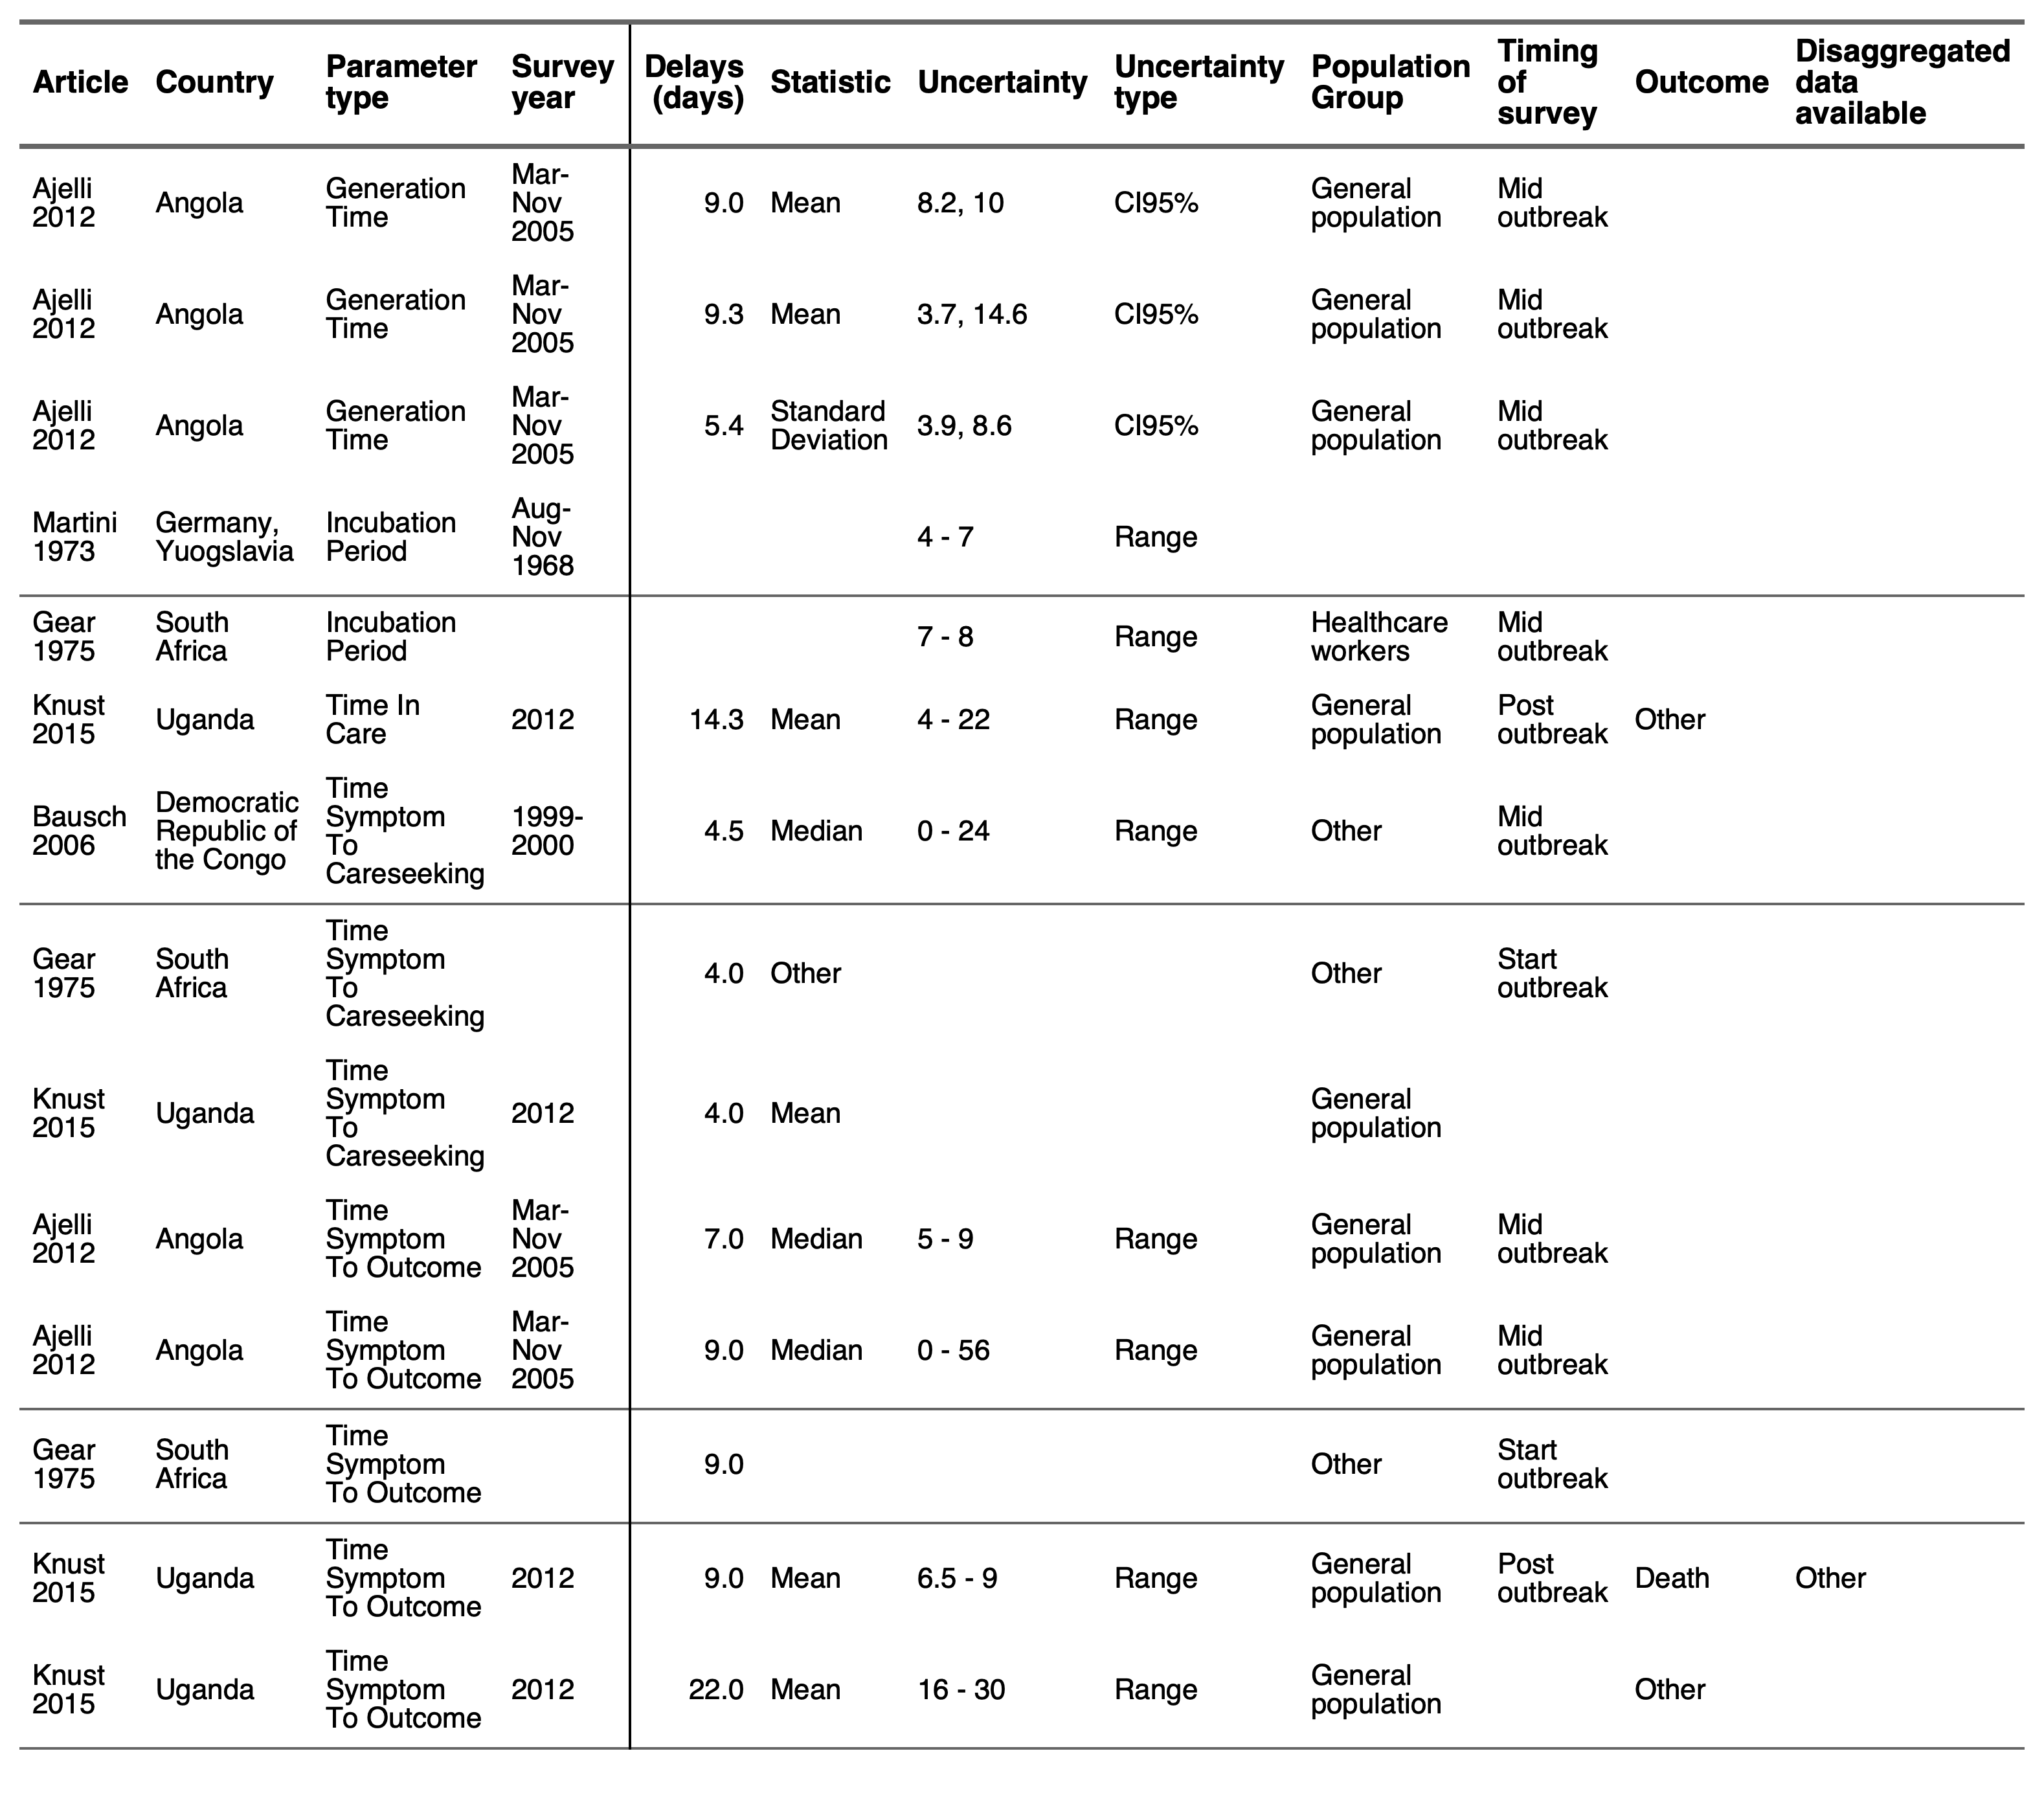 Article Country Parameter type Survey year Delays (days) Statistic Uncertainty Uncertainty type Population Group Timing of survey Outcome Disaggregated data available
Ajelli 2012 Angola Generation Time Mar-Nov 2005 9.0 Mean 8.2, 10 CI95% General population Mid outbreak
Ajelli 2012 Angola Generation Time Mar-Nov 2005 9.3 Mean 3.7, 14.6 CI95% General population Mid outbreak
Ajelli 2012 Angola Generation Time Mar-Nov 2005 5.4 Standard Deviation 3.9, 8.6 CI95% General population Mid outbreak
Martini 1973 Germany, Yuogslavia Incubation Period Aug-Nov 1968 4 - 7 Range
Gear 1975 South Africa Incubation Period 7 - 8 Range Healthcare workers Mid outbreak
Knust 2015 Uganda Time In Care 2012 14.3 Mean 4 - 22 Range General population Post outbreak Other
Bausch 2006 Democratic Republic of the Congo Time Symptom To Careseeking 1999-2000 4.5 Median 0 - 24 Range Other Mid outbreak
Gear 1975 South Africa Time Symptom To Careseeking 4.0 Other Other Start outbreak
Knust 2015 Uganda Time Symptom To Careseeking 2012 4.0 Mean General population
Ajelli 2012 Angola Time Symptom To Outcome Mar-Nov 2005 7.0 Median 5 - 9 Range General population Mid outbreak
Ajelli 2012 Angola Time Symptom To Outcome Mar-Nov 2005 9.0 Median 0 - 56 Range General population Mid outbreak
Gear 1975 South Africa Time Symptom To Outcome 9.0 Other Start outbreak
Knust 2015 Uganda Time Symptom To Outcome 2012 9.0 Mean 6.5 - 9 Range General population Post outbreak Death Other
Knust 2015 Uganda Time Symptom To Outcome 2012 22.0 Mean 16 - 30 Range General population Other